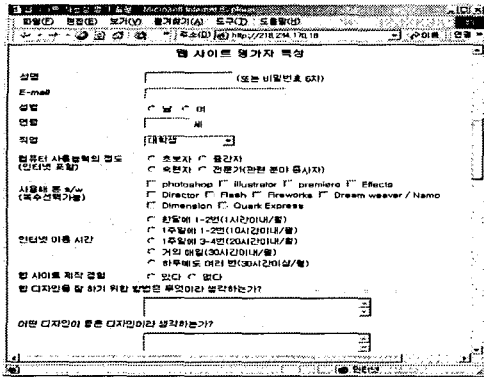 Microsoft Internet Explorer
파일(F) 편집(E) 보기(V) 즐겨찾기(A) 도구(T) 도움말(H)
주소(D) http://218.234.170.18 이동 연결
웹 사이트 평가자 특성
성명 (또는 비밀번호 6자)
E-mail
성별 남 여
연령 세
직업 대학생
컴퓨터 사용능력의 정도 초보자 중간자
(인터넷 포함) 숙련자 전문가(관련 분야 종사자)
사용해 본 s/w photoshop illustrator premiere Effects
(복수선택가능) Director Flash Fireworks Dream weaver / Namo
Dimension Quark Express
한달에 1-2번(1시간이내/월)
1주일에 1-2번(10시간이내/월)
인터넷 이용 시간 1주일에 3-4번(20시간이내/월)
거의 매일(30시간이내/월)
하루에도 여러 번(30시간이상/월)
웹 사이트 제작 경험 있다 없다
웹 디자인을 잘 하기 위한 방법은 무엇이라 생각하는가?
어떤 디자인이 좋은 디자인이라 생각하는가?
인터넷